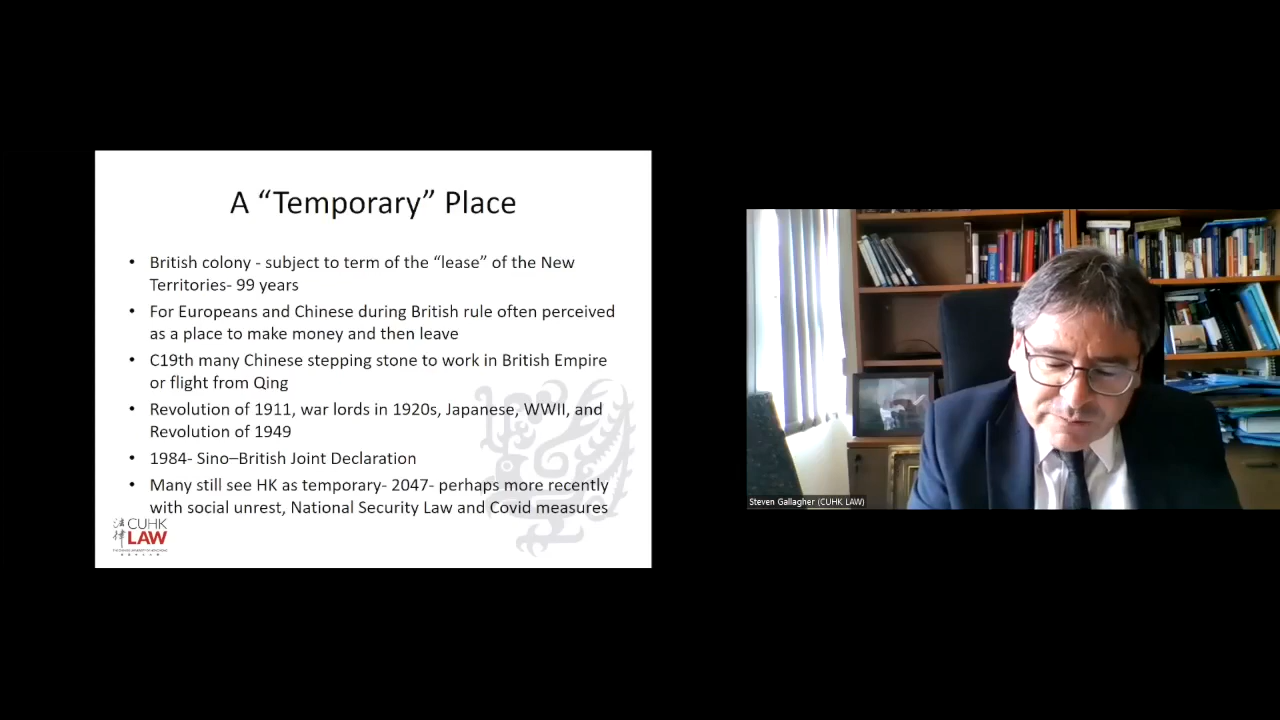 A “Temporary” Place
• British colony - subject to term of the “lease” of the New
Territories- 99 years
• For Europeans and Chinese during British rule often perceived
as a place to make money and then leave
• C19th many Chinese stepping stone to work in British Empire
or flight from Qing
• Revolution of 1911, war lords in 1920s, Japanese, WWII, and
Revolution of 1949
• 1984- Sino–British Joint Declaration
• Many still see HK as temporary- 2047- perhaps more recently
with social unrest, National Security Law and Covid measures
法 CUHK
律 LAW
Steven Gallagher (CUHK LAW)